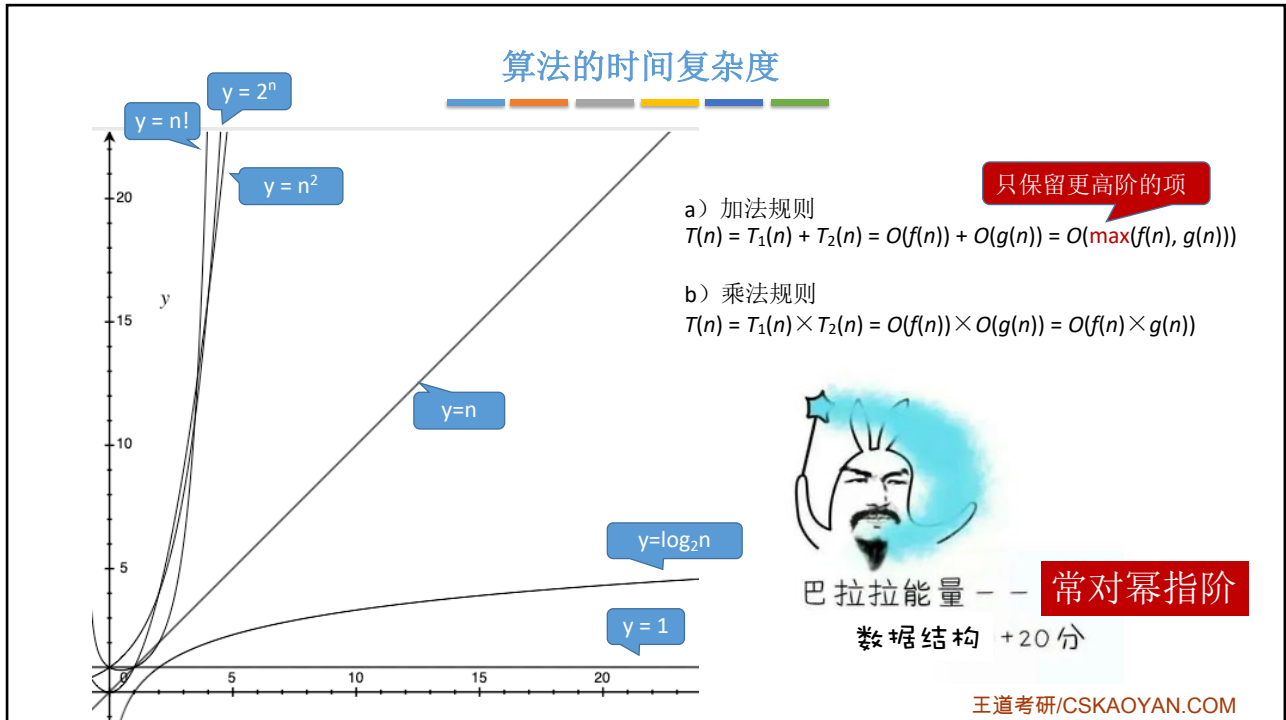 算法的时间复杂度
y = 2ⁿ
y = n!
y = n²
20
y
15
y=n
10
y=log₂n
5
y = 1
0
5
10
15
20
只保留更高阶的项
a）加法规则
T(n) = T₁(n) + T₂(n) = O(f(n)) + O(g(n)) = O(max(f(n), g(n)))
b）乘法规则
T(n) = T₁(n)×T₂(n) = O(f(n))×O(g(n)) = O(f(n)×g(n))
巴拉拉能量－－
常对幂指阶
数据结构 +20分
王道考研/CSKAOYAN.COM